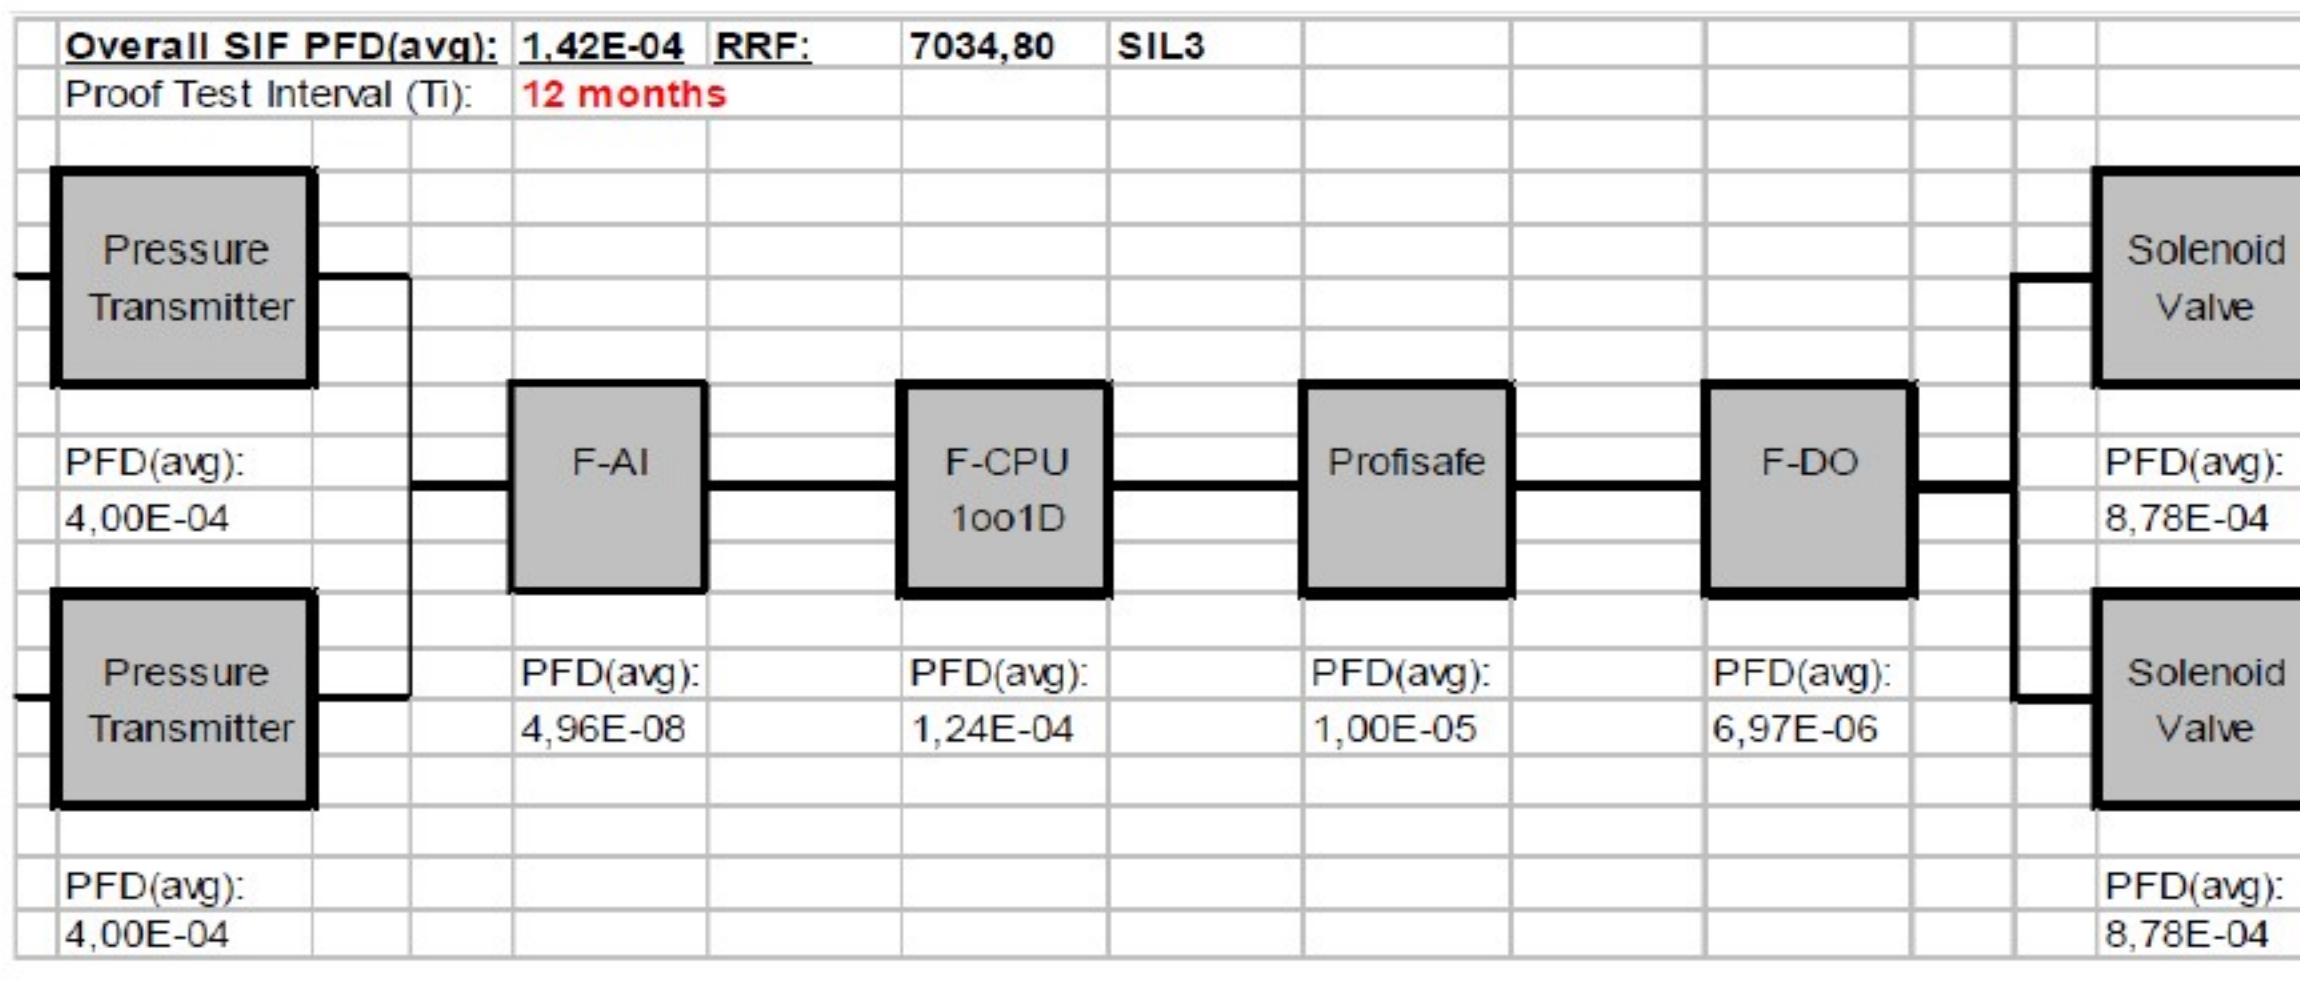 Overall SIF PFD(avg): 1,42E-04 RRF: 7034,80 SIL3
Proof Test Interval (Ti): 12 months
Pressure
Transmitter
Solenoid
Valve
PFD(avg):
4,00E-04
F-AI
F-CPU
1oo1D
Profisafe
F-DO
PFD(avg):
8,78E-04
Pressure
Transmitter
PFD(avg):
4,96E-08
PFD(avg):
1,24E-04
PFD(avg):
1,00E-05
PFD(avg):
6,97E-06
Solenoid
Valve
PFD(avg):
4,00E-04
PFD(avg):
8,78E-04